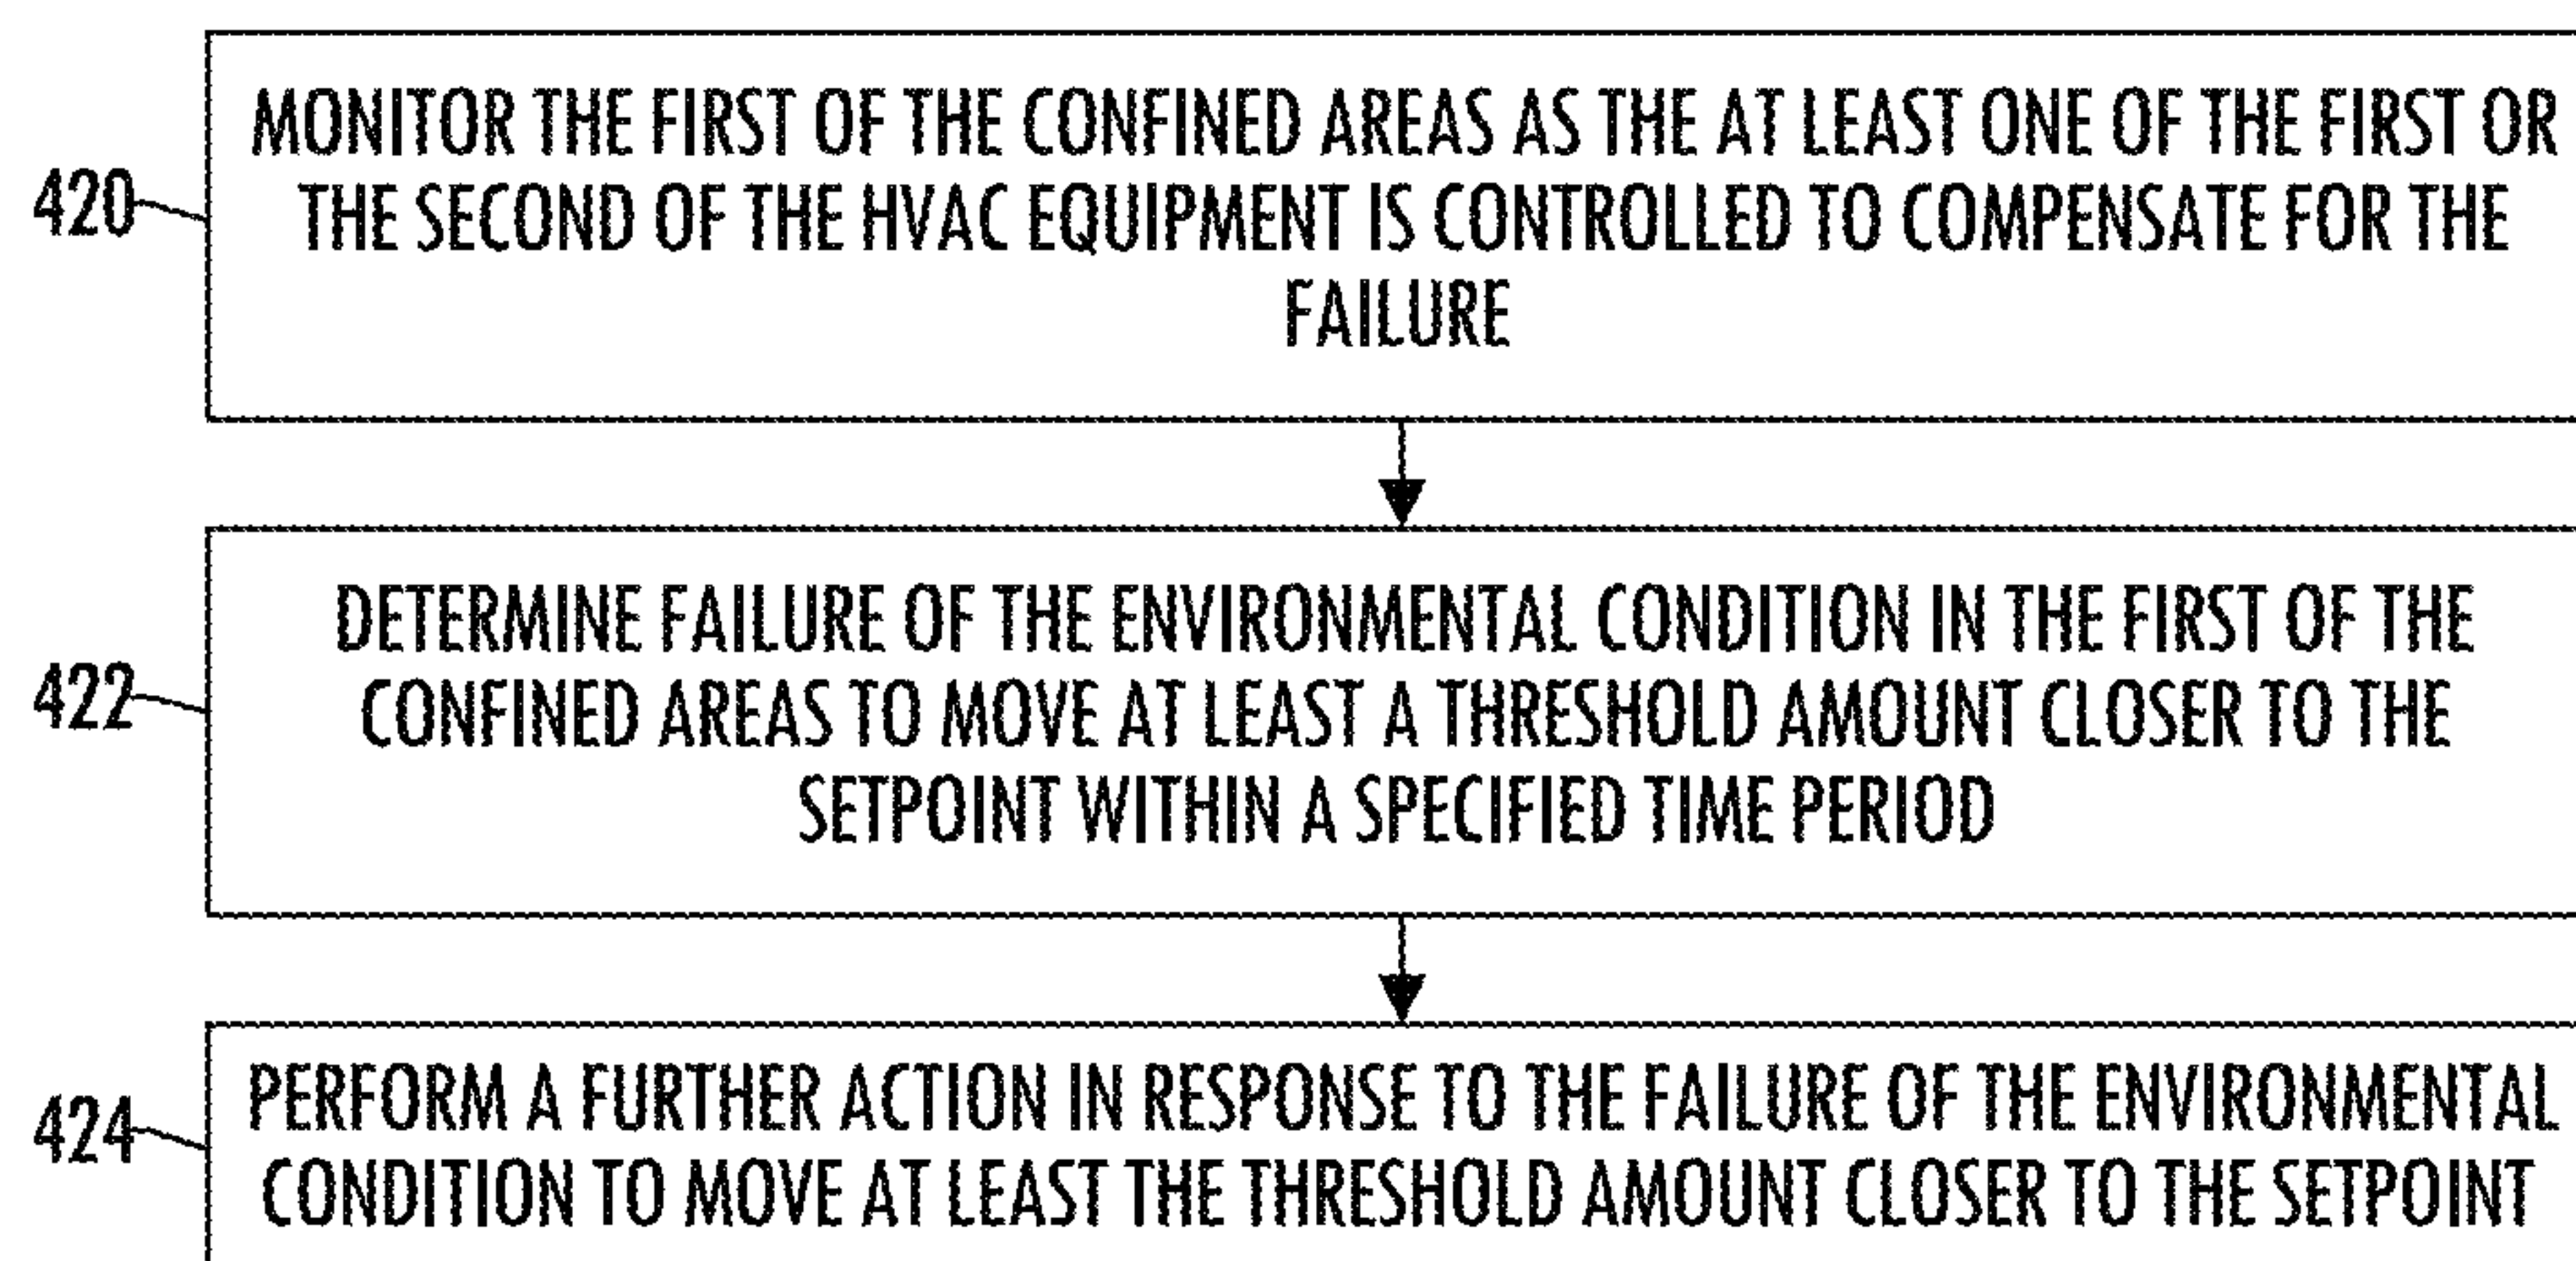 MONITOR THE FIRST OF THE CONFINED AREAS AS THE AT LEAST ONE OF THE FIRST OR
420
THE SECOND OF THE HVAC EQUIPMENT IS CONTROLLED TO COMPENSATE FOR THE
FAILURE
DETERMINE FAILURE OF THE ENVIRONMENTAL CONDITION IN THE FIRST OF THE
422
CONFINED AREAS TO MOVE AT LEAST A THRESHOLD AMOUNT CLOSER TO THE
SETPOINT WITHIN A SPECIFIED TIME PERIOD
PERFORM A FURTHER ACTION IN RESPONSE TO THE FAILURE OF THE ENVIRONMENTAL
424
CONDITION TO MOVE AT LEAST THE THRESHOLD AMOUNT CLOSER TO THE SETPOINT